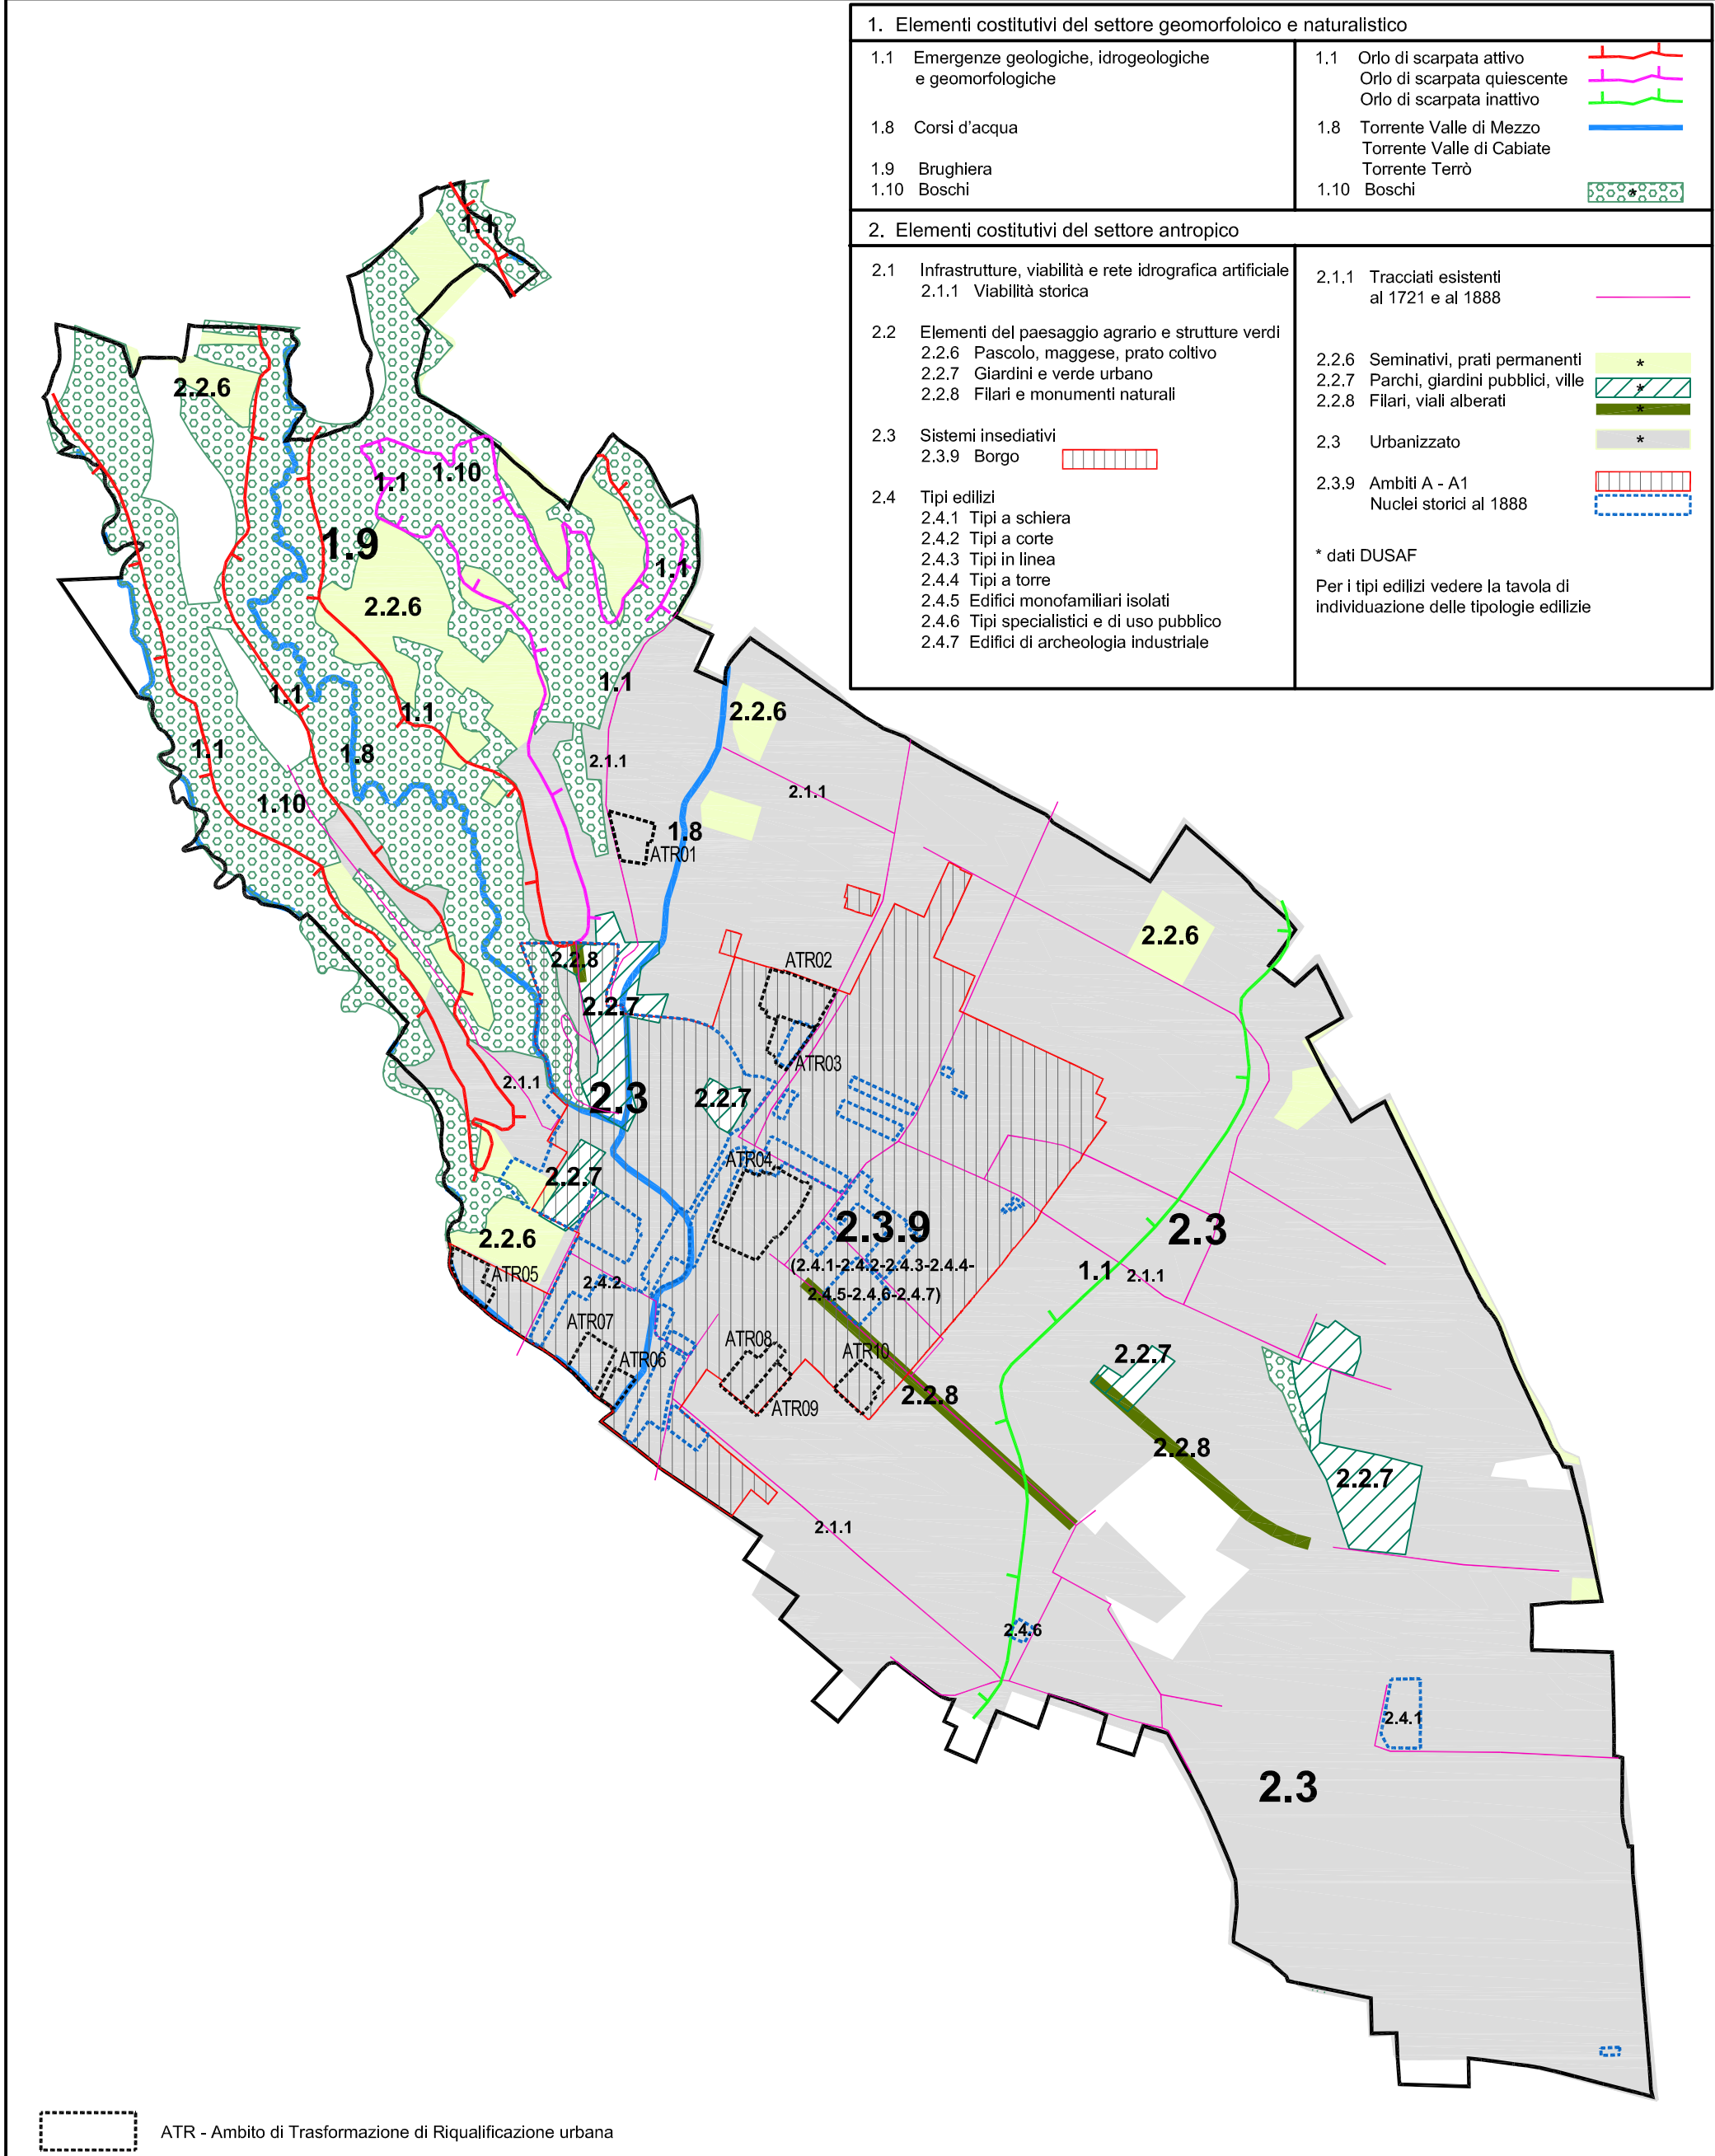 1. Elementi costitutivi del settore geomorfoloico e naturalistico
1.1 Emergenze geologiche, idrogeologiche
e geomorfologiche
1.8 Corsi d'acqua
1.9 Brughiera
1.10 Boschi
1.1 Orlo di scarpata attivo
Orlo di scarpata quiescente
Orlo di scarpata inattivo
1.8 Torrente Valle di Mezzo
Torrente Valle di Cabiate
Torrente Terrò
1.10 Boschi *
2. Elementi costitutivi del settore antropico
2.1 Infrastrutture, viabilità e rete idrografica artificiale
2.1.1 Viabilità storica
2.2 Elementi del paesaggio agrario e strutture verdi
2.2.6 Pascolo, maggese, prato coltivo
2.2.7 Giardini e verde urbano
2.2.8 Filari e monumenti naturali
2.3 Sistemi insediativi
2.3.9 Borgo
2.4 Tipi edilizi
2.4.1 Tipi a schiera
2.4.2 Tipi a corte
2.4.3 Tipi in linea
2.4.4 Tipi a torre
2.4.5 Edifici monofamiliari isolati
2.4.6 Tipi specialistici e di uso pubblico
2.4.7 Edifici di archeologia industriale
2.1.1 Tracciati esistenti
al 1721 e al 1888
2.2.6 Seminativi, prati permanenti *
2.2.7 Parchi, giardini pubblici, ville *
2.2.8 Filari, viali alberati *
2.3 Urbanizzato *
2.3.9 Ambiti A - A1
Nuclei storici al 1888
* dati DUSAF
Per i tipi edilizi vedere la tavola di
individuazione delle tipologie edilizie
1.1
2.2.6
1.10
1.1
1.9
1.1
2.2.6
1.1
1.1
1.1
2.2.6
1.1
1.8
2.1.1
2.1.1
1.10
1.8
ATR01
2.2.6
2.2.8
ATR02
2.2.7
ATR03
2.1.1
2.3
2.2.7
ATR04
2.2.7
2.3.9
2.3
2.2.6
(2.4.1-2.4.2-2.4.3-2.4.4-
1.1
2.1.1
ATR05
2.4.2
2.4.5-2.4.6-2.4.7)
ATR07
ATR08
ATR10
2.2.7
ATR06
2.2.8
ATR09
2.2.8
2.2.7
2.1.1
2.4.6
2.4.1
2.3
ATR - Ambito di Trasformazione di Riqualificazione urbana